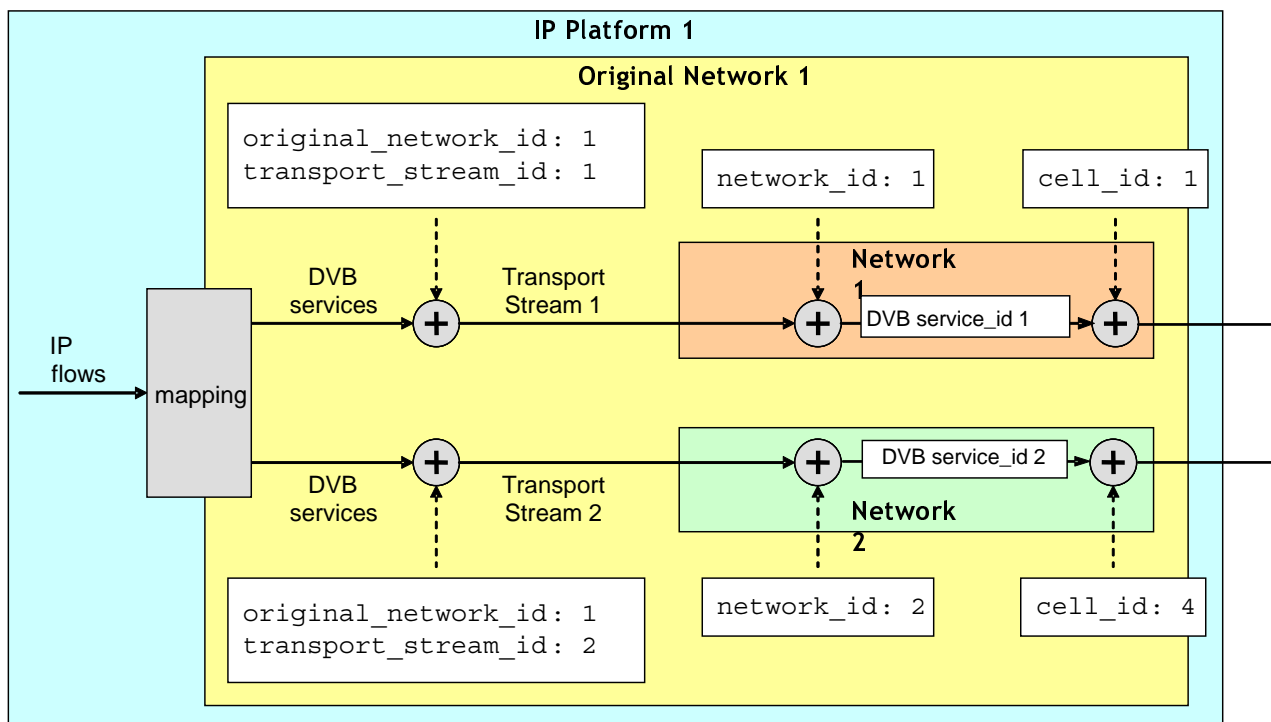 IP Platform 1
Original Network 1
original_network_id: 1
transport_stream_id: 1
network_id: 1
cell_id: 1
DVB
services
Transport
Stream 1
Network
1
DVB service_id 1
IP
flows
mapping
DVB
services
Transport
Stream 2
DVB service_id 2
Network
2
original_network_id: 1
transport_stream_id: 2
network_id: 2
cell_id: 4